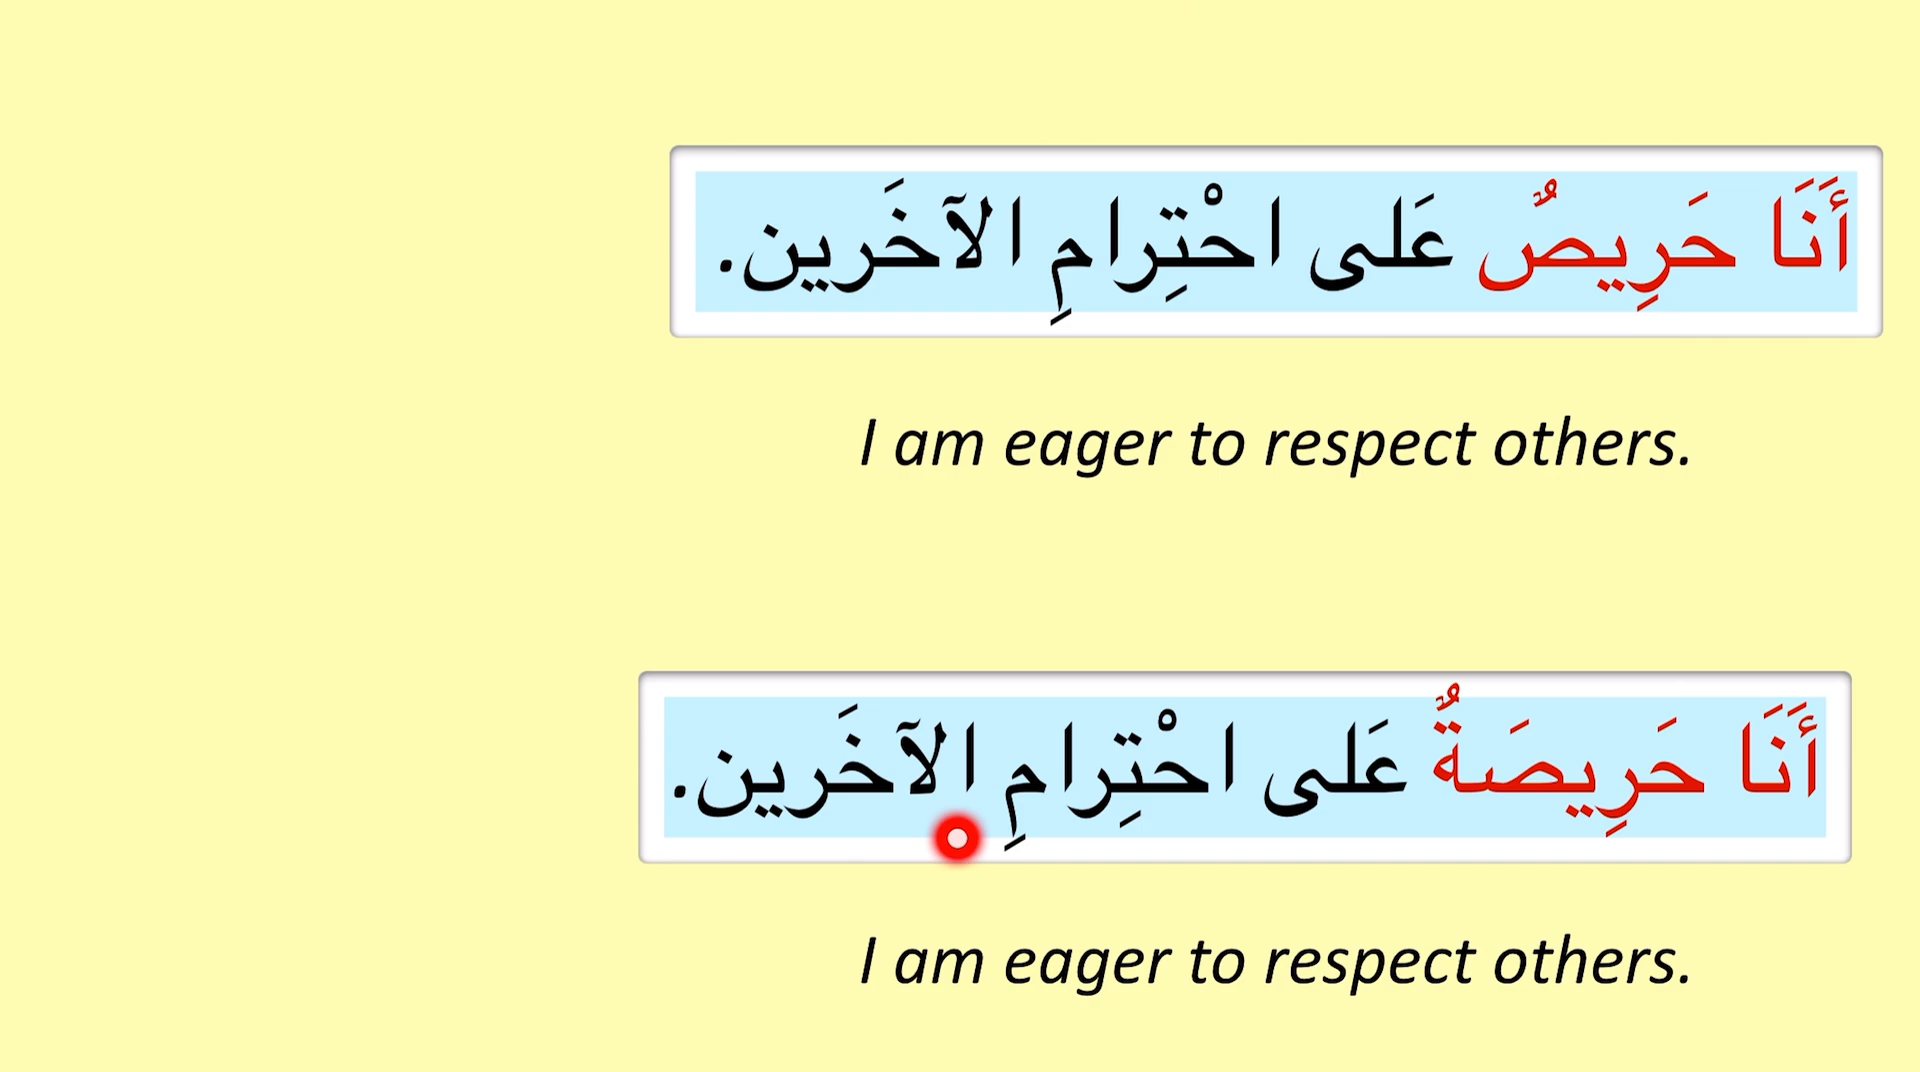 أَنَا حَرِيصٌ عَلى احْتِرامِ الآخَرين.
I am eager to respect others.
أَنَا حَرِيصَةٌ عَلى احْتِرامِ الآخَرين.
I am eager to respect others.